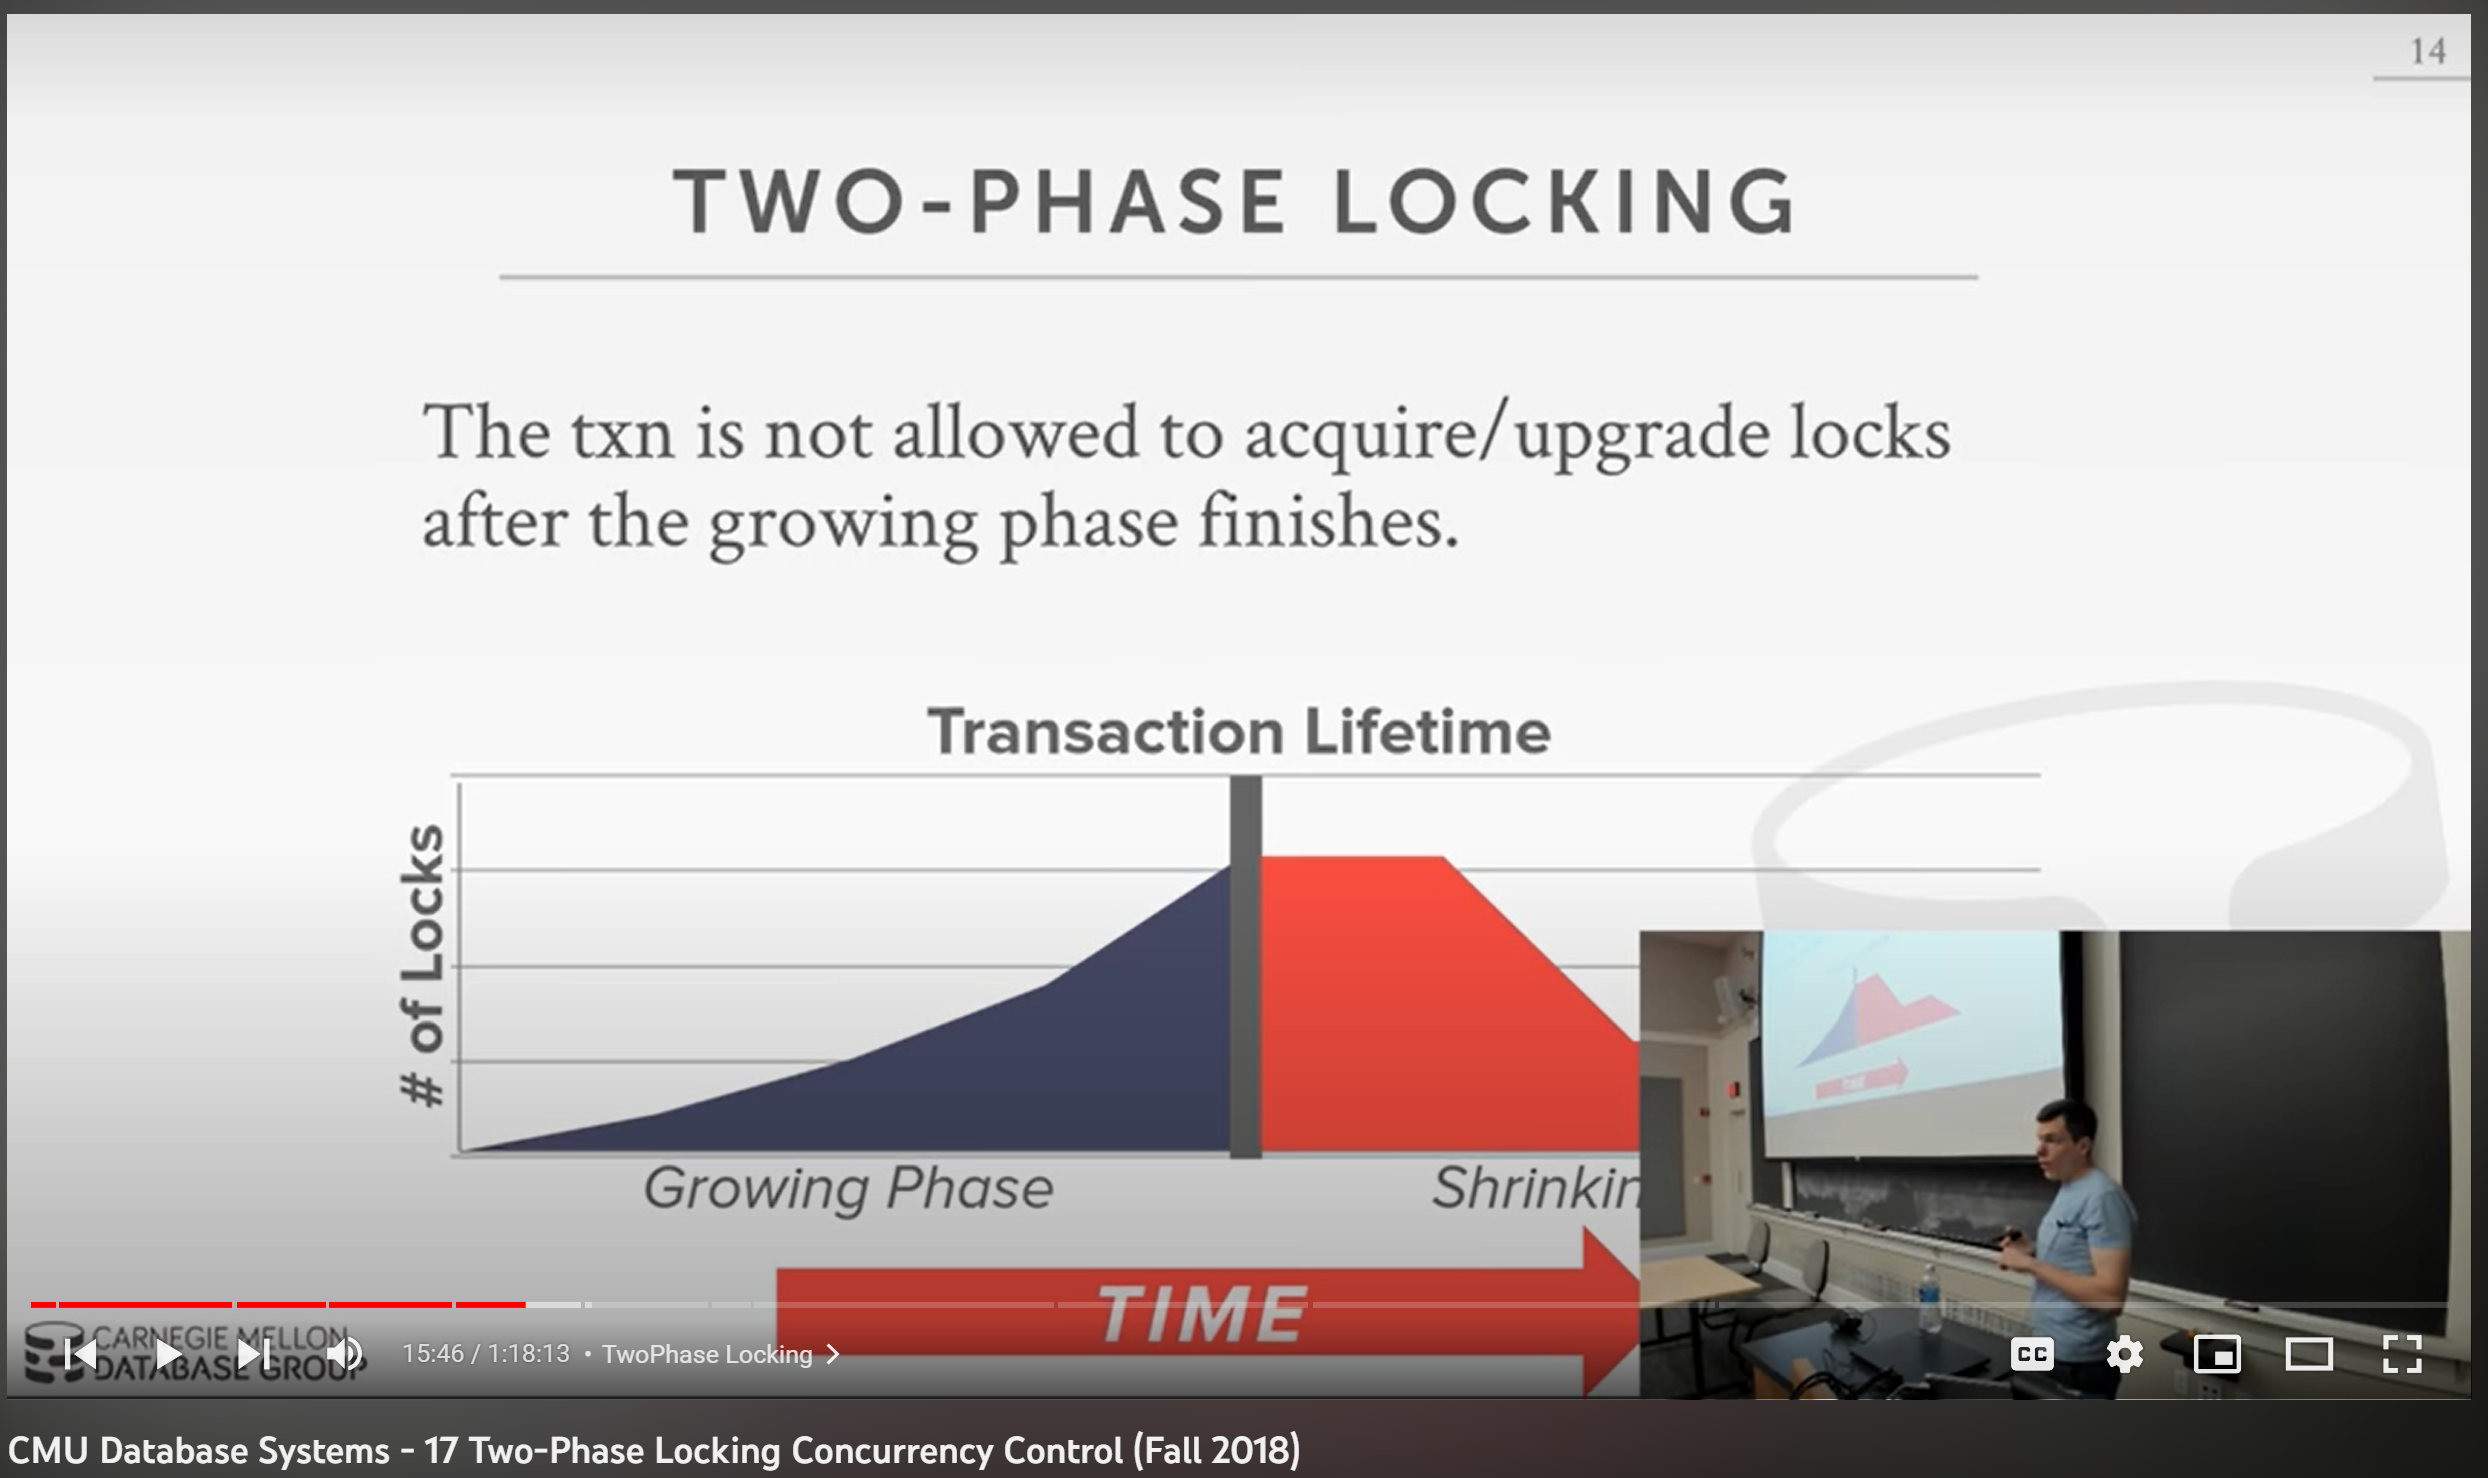 14
TWO-PHASE LOCKING
The txn is not allowed to acquire/upgrade locks
after the growing phase finishes.
Transaction Lifetime
# of Locks
Growing Phase
Shrinkin
TIME
CARNEGIE MELLON
DATABASE GROUP
15:46 / 1:18:13 • TwoPhase Locking
CC
CMU Database Systems - 17 Two-Phase Locking Concurrency Control (Fall 2018)